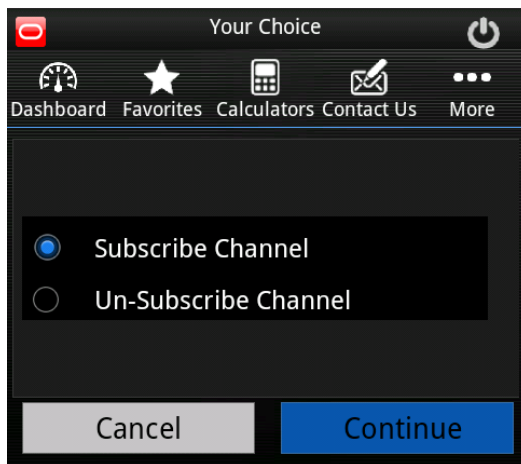 Your Choice
Dashboard Favorites Calculators Contact Us More
Subscribe Channel
Un-Subscribe Channel
Cancel Continue